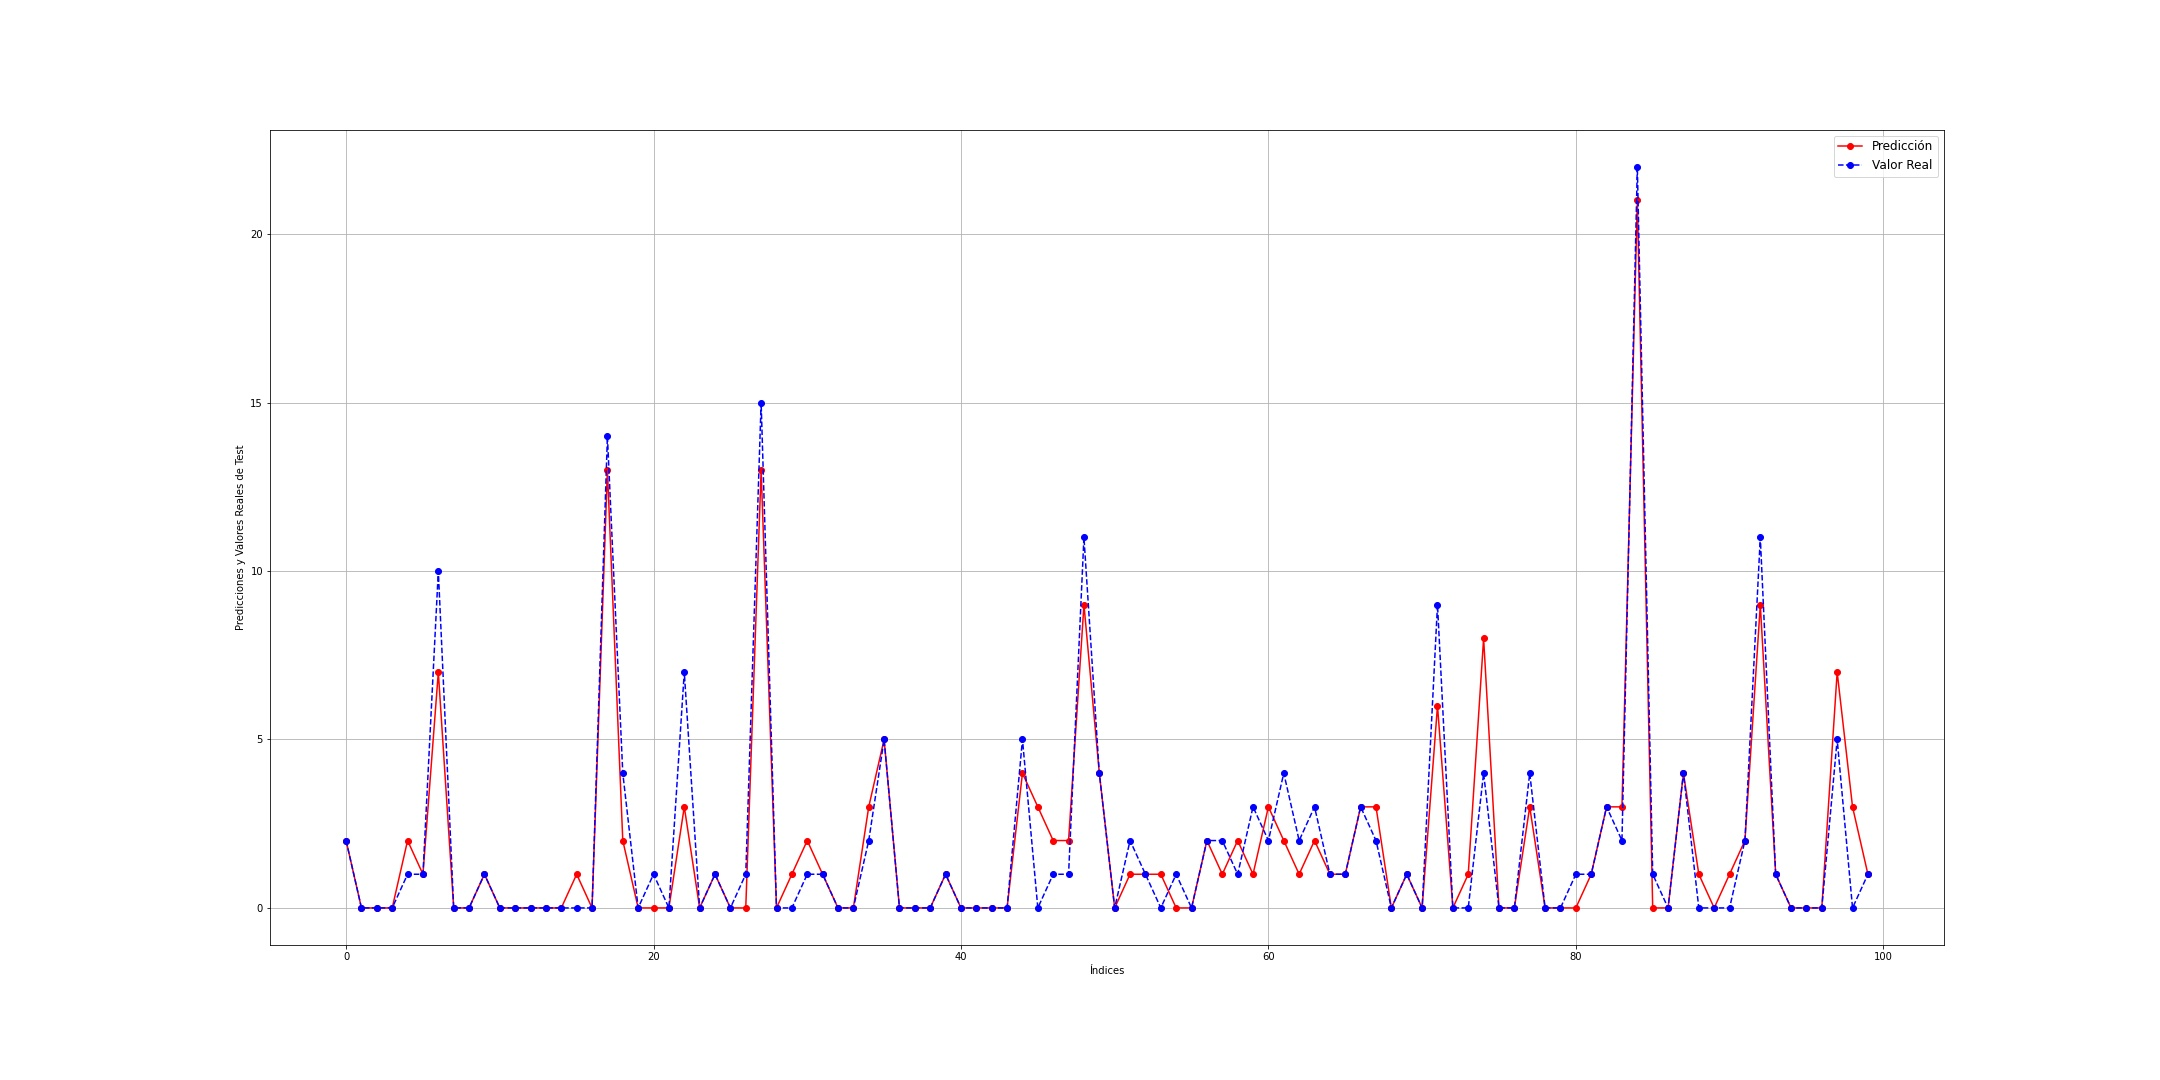 Predicción
Valor Real
20
15
10
5
0
Predicciones y Valores Reales de Test
0 20 40 60 80 100
Índices